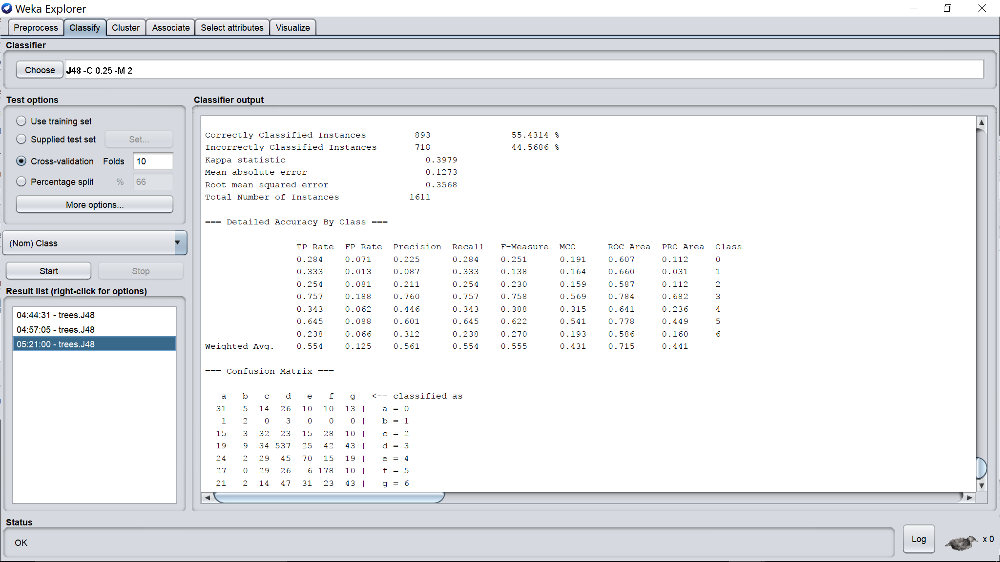 Weka Explorer
Preprocess Classify Cluster Associate Select attributes Visualize
Classifier
Choose J48 -C 0.25 -M 2
Test options
Use training set
Supplied test set Set...
Cross-validation Folds 10
Percentage split % 66
More options...
(Nom) Class
Start Stop
Result list (right-click for options)
04:44:31 - trees.J48
04:57:05 - trees.J48
05:21:00 - trees.J48
Classifier output
Correctly Classified Instances 893 55.4314 %
Incorrectly Classified Instances 718 44.5686 %
Kappa statistic 0.3979
Mean absolute error 0.1273
Root mean squared error 0.3568
Total Number of Instances 1611
=== Detailed Accuracy By Class ===
TP Rate FP Rate Precision Recall F-Measure MCC ROC Area PRC Area Class
0.284 0.071 0.225 0.284 0.251 0.191 0.607 0.112 0
0.333 0.013 0.087 0.333 0.138 0.164 0.660 0.031 1
0.254 0.081 0.211 0.254 0.230 0.159 0.587 0.112 2
0.757 0.188 0.760 0.757 0.758 0.569 0.784 0.682 3
0.343 0.062 0.446 0.343 0.388 0.315 0.641 0.236 4
0.645 0.088 0.601 0.645 0.622 0.541 0.778 0.449 5
0.238 0.066 0.312 0.238 0.270 0.193 0.586 0.160 6
Weighted Avg. 0.554 0.125 0.561 0.554 0.555 0.431 0.715 0.441
=== Confusion Matrix ===
a b c d e f g <-- classified as
31 5 14 26 10 10 13 | a = 0
1 2 0 3 0 0 0 | b = 1
15 3 32 23 15 28 10 | c = 2
19 9 34 537 25 42 43 | d = 3
24 2 29 45 70 15 19 | e = 4
27 0 29 26 6 178 10 | f = 5
21 2 14 47 31 23 43 | g = 6
Status
OK
Log
x 0